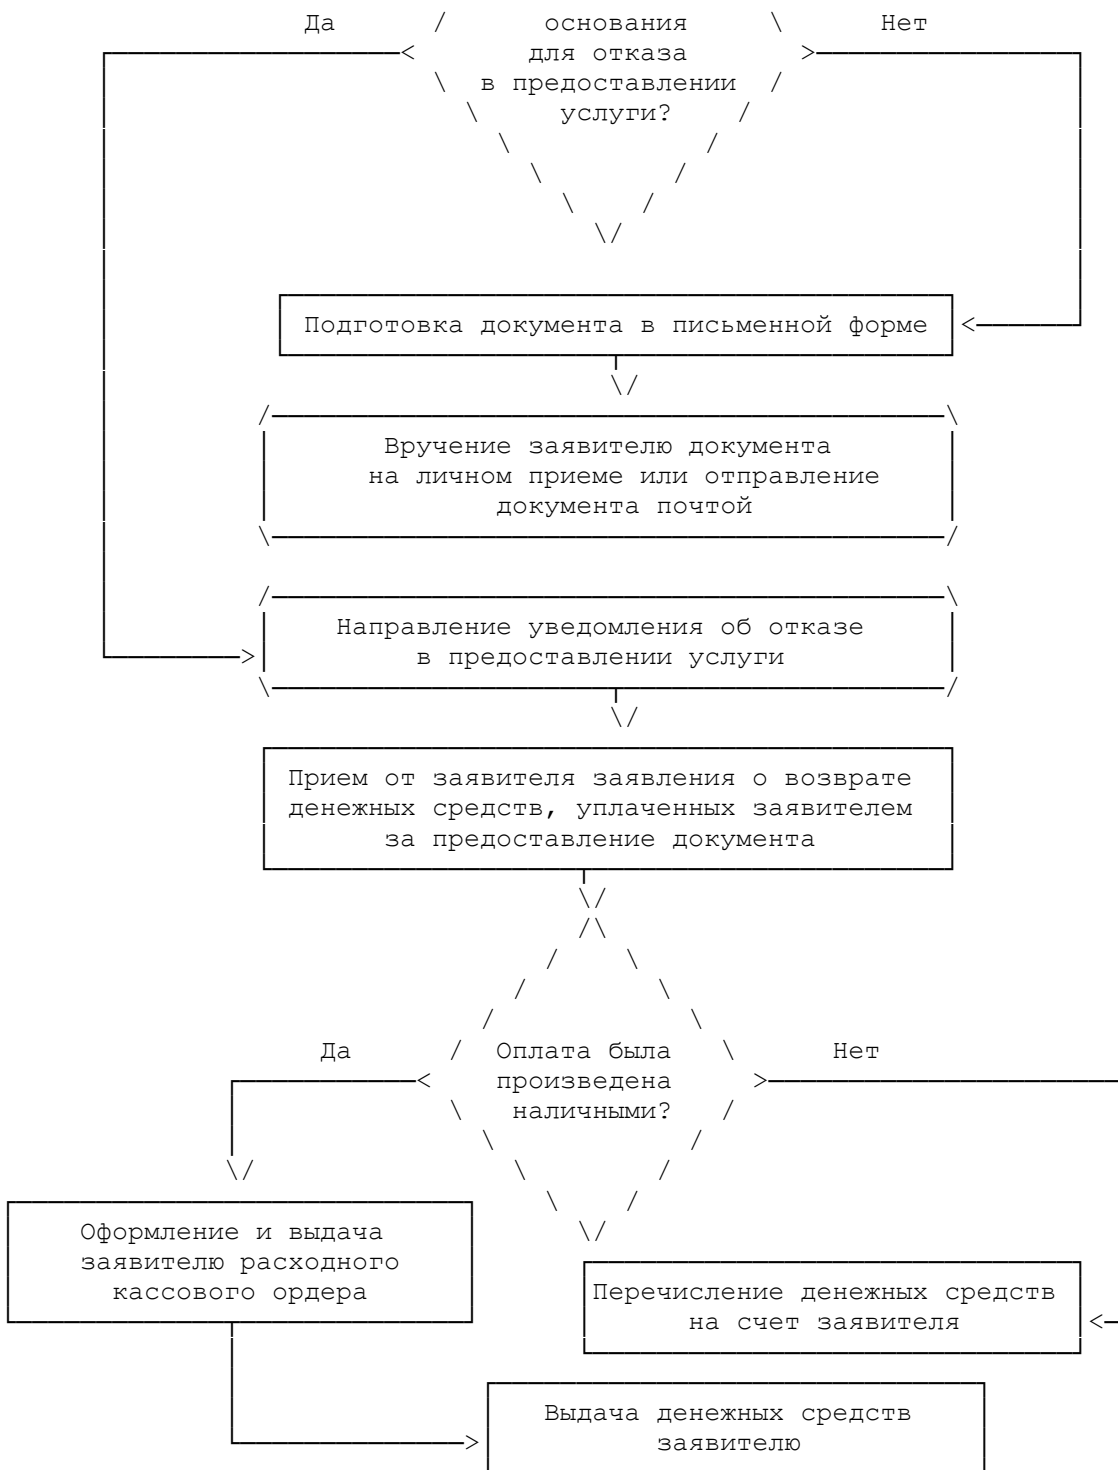 Да основания Нет
для отказа
в предоставлении
услуги?
Подготовка документа в письменной форме
Вручение заявителю документа
на личном приеме или отправление
документа почтой
Направление уведомления об отказе
в предоставлении услуги
Прием от заявителя заявления о возврате
денежных средств, уплаченных заявителем
за предоставление документа
Да Оплата была Нет
произведена
наличными?
Оформление и выдача
заявителю расходного
кассового ордера
Перечисление денежных средств
на счет заявителя
Выдача денежных средств
заявителю